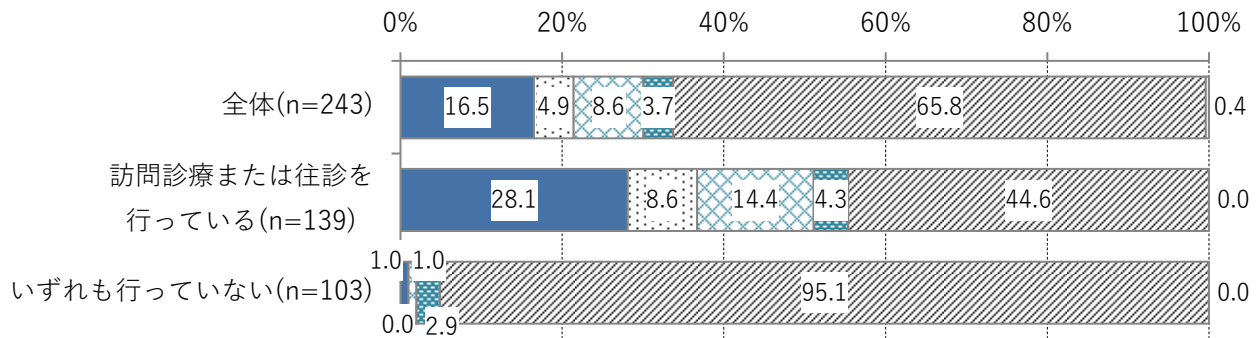 0% 20% 40% 60% 80% 100%
全体(n=243) 16.5 4.9 8.6 3.7 65.8 0.4
訪問診療または往診を
行っている(n=139) 28.1 8.6 14.4 4.3 44.6 0.0
1.0 1.0
いずれも行っていない(n=103) 95.1 0.0
0.0 2.9